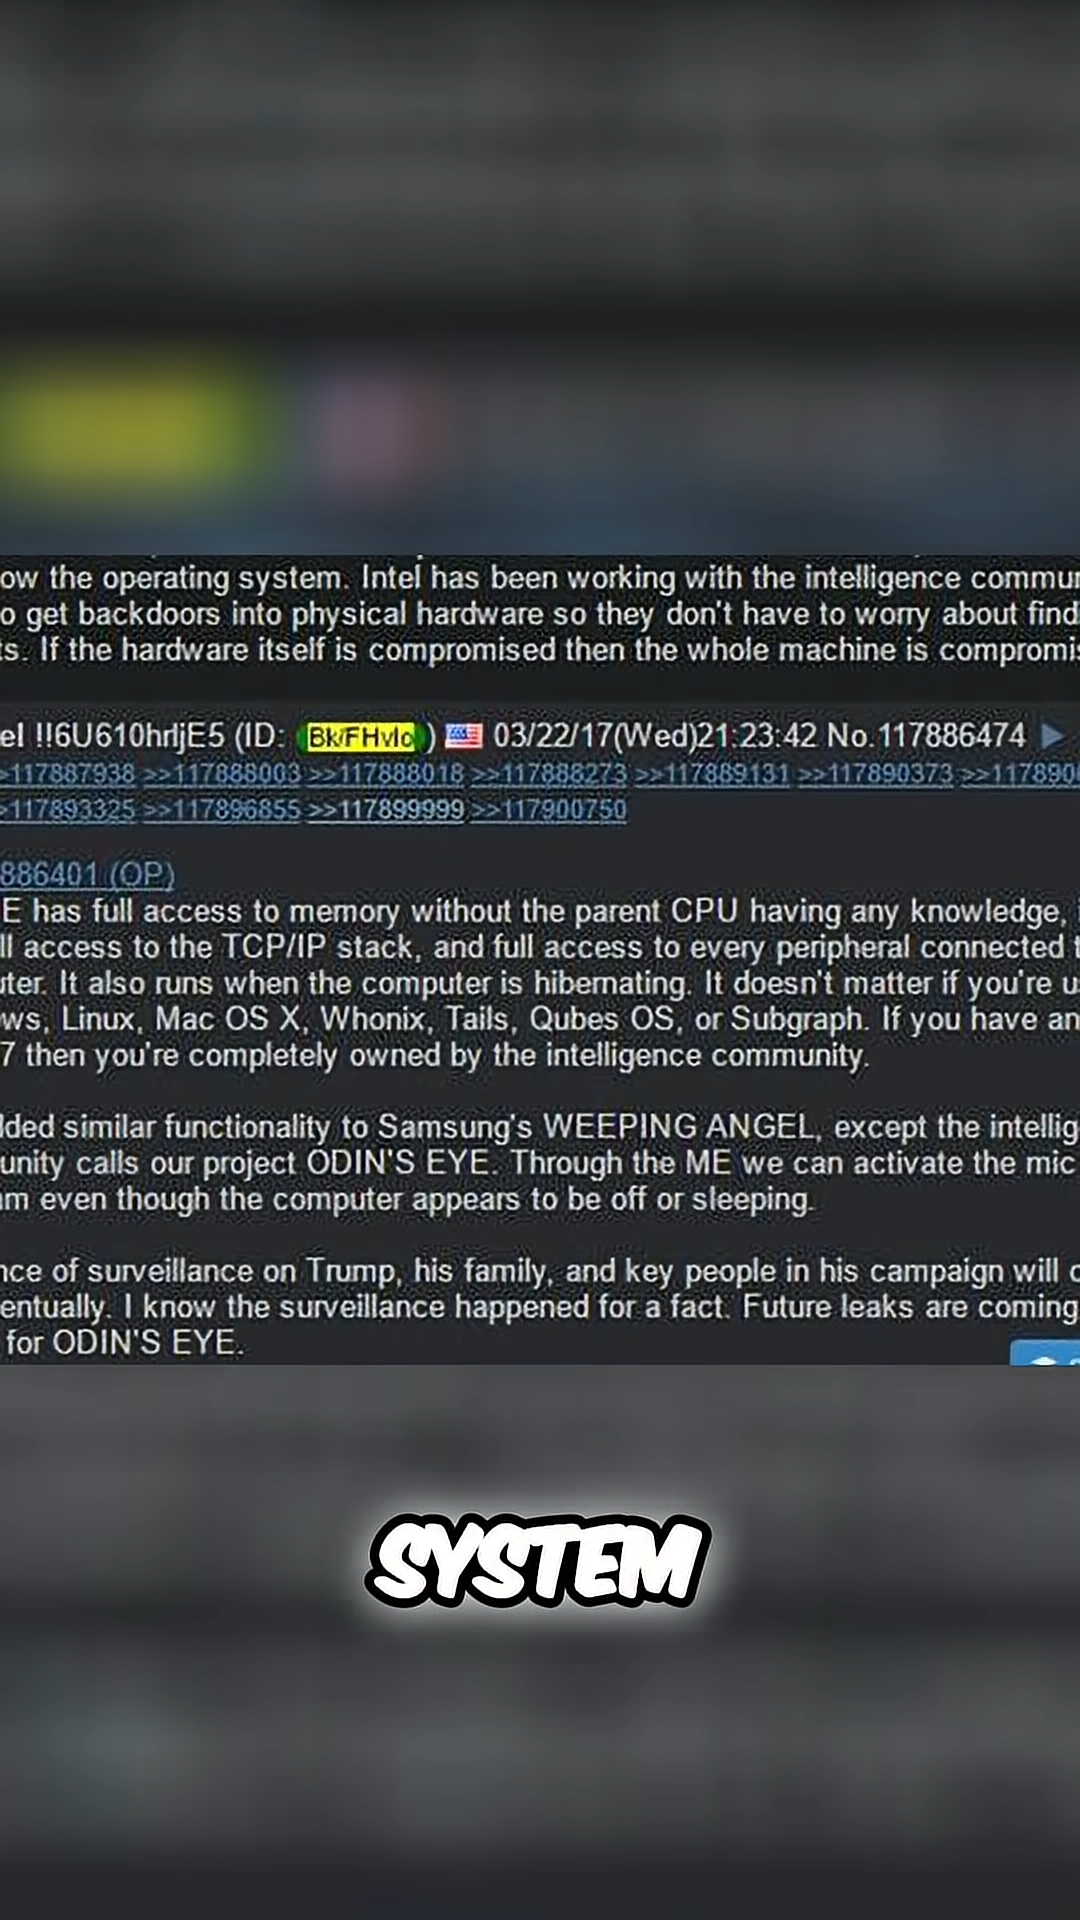 ow the operating system. Intel has been working with the intelligence commun
o get backdoors into physical hardware so they don't have to worry about find
ts. If the hardware itself is compromised then the whole machine is compromis
el !!6U610hrljE5 (ID: Bk/FHvlo) 03/22/17(Wed)21:23:42 No.117886474
>117887938 >>117888003 >>117888018 >>117888273 >>117889131 >>117890373 >>1178900
>117893325 >>117896855 >>117899999 >>117900750
886401 (OP)
E has full access to memory without the parent CPU having any knowledge,
ll access to the TCP/IP stack, and full access to every peripheral connected t
uter. It also runs when the computer is hibernating. It doesn't matter if you're u
ws, Linux, Mac OS X, Whonix, Tails, Qubes OS, or Subgraph. If you have an
7 then you're completely owned by the intelligence community.
dded similar functionality to Samsung's WEEPING ANGEL, except the intellig
unity calls our project ODIN'S EYE. Through the ME we can activate the mic
am even though the computer appears to be off or sleeping.
nce of surveillance on Trump, his family, and key people in his campaign will c
entually. I know the surveillance happened for a fact. Future leaks are coming
for ODIN'S EYE.
SYSTEM